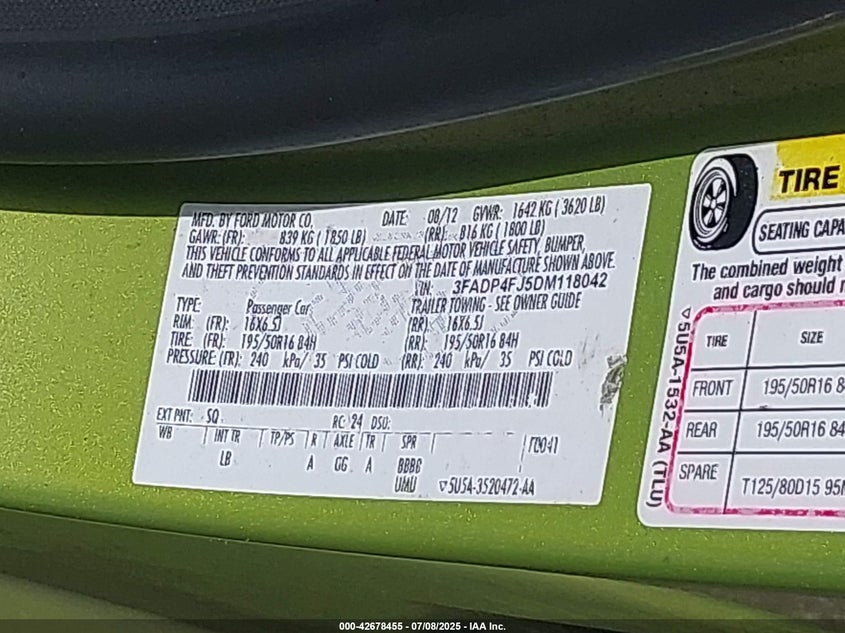 MFD. BY FORD MOTOR CO. DATE: 08/12 GVWR: 1642 KG ( 3620 LB)
GAWR: (FR): 839 KG ( 1850 LB) (RR): 816 KG ( 1800 LB)
THIS VEHICLE CONFORMS TO ALL APPLICABLE FEDERAL MOTOR VEHICLE SAFETY, BUMPER,
AND THEFT PREVENTION STANDARDS IN EFFECT ON THE DATE OF MANUFACTURE SHOWN ABOVE.
VIN: 3FADP4FJ5DM118042
TYPE: Passenger Car TRAILER TOWING - SEE OWNER GUIDE
RIM: (FR): 16X6.5J (RR): 16X6.5J
TIRE: (FR): 195/50R16 84H (RR): 195/50R16 84H
PRESSURE (FR): 240 kPa/ 35 PSI COLD (RR): 240 kPa/ 35 PSI COLD
EXT PNT: SQ RC: 24 DSO:
WB INT TR TP/PS R AXLE TR SPR
LB A GG A BBBG
UMU ▽5U5A-3520472-AA
TIRE
SEATING CAPA
The combined weight
and cargo should
▽5U5A-1532-AA (TLU)
TIRE SIZE
FRONT 195/50R16 8
REAR 195/50R16 84
SPARE T125/80D15 95
000-42678455 - 07/08/2025 - IAA Inc.